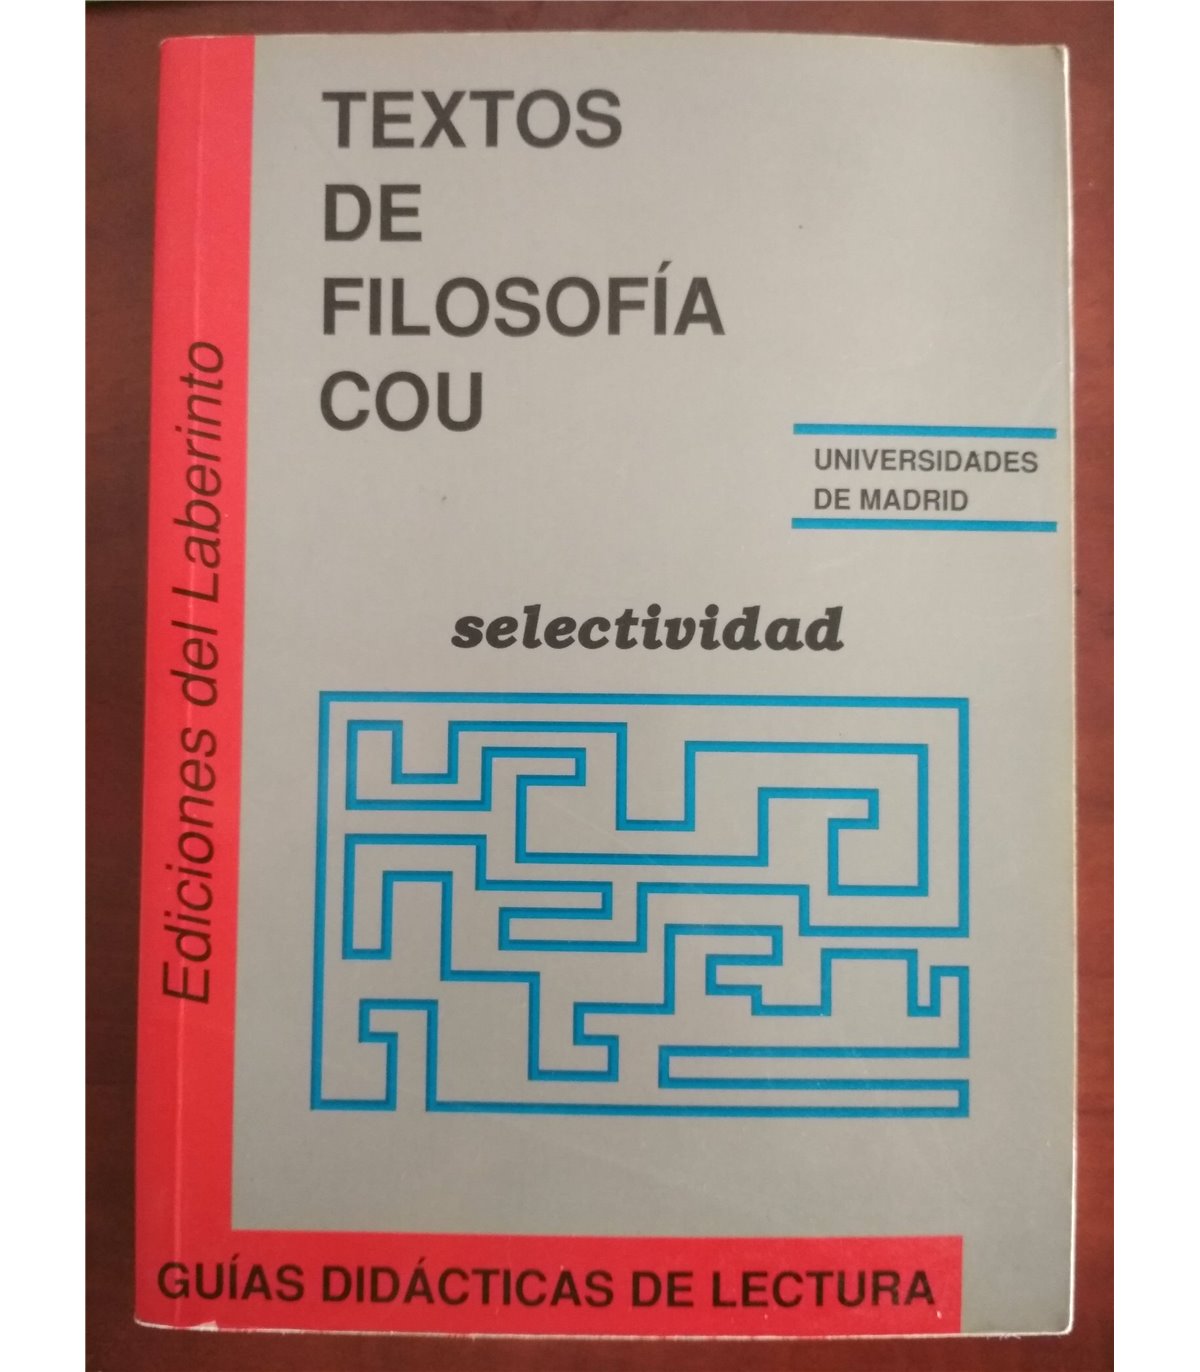 TEXTOS
DE
FILOSOFÍA
COU
UNIVERSIDADES
DE MADRID
selectividad
Ediciones del Laberinto
GUÍAS DIDÁCTICAS DE LECTURA